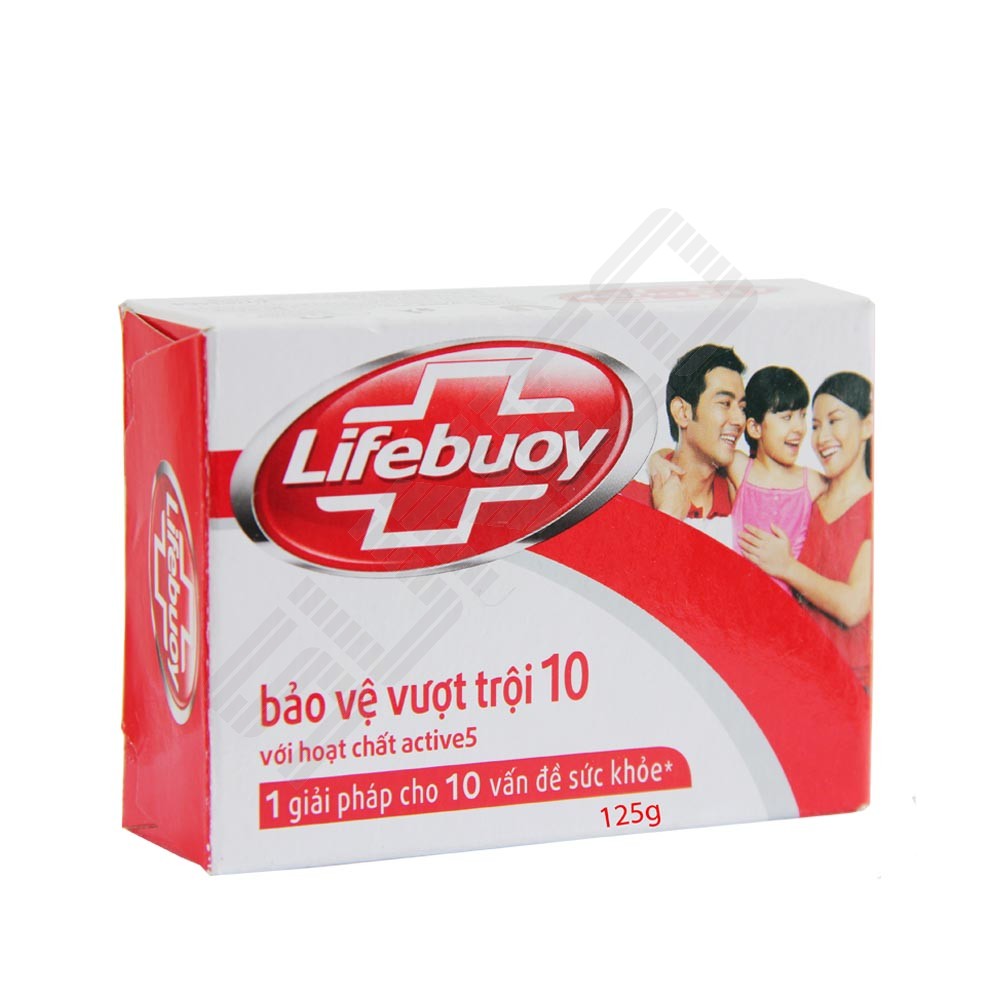 Lifebuoy
Lifebuoy
bảo vệ vượt trội 10
với hoạt chất active5
1 giải pháp cho 10 vấn đề sức khỏe*
125g